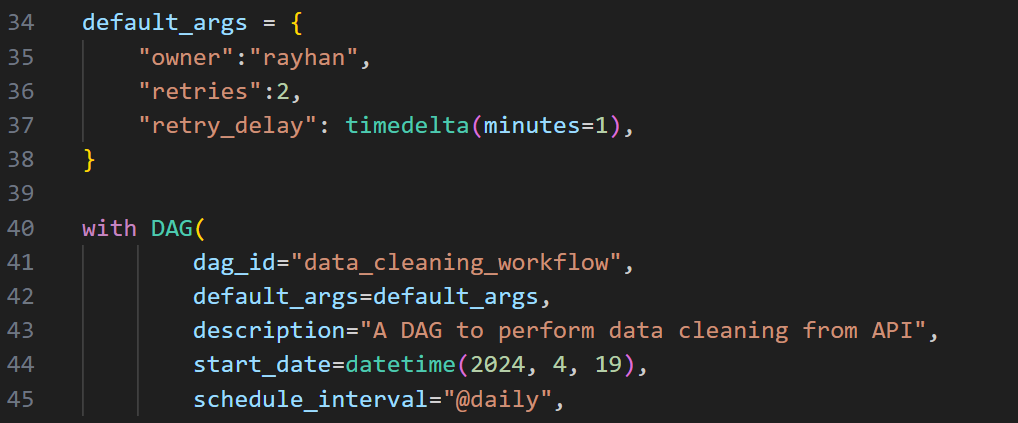 34 default_args = {
35 "owner":"rayhan",
36 "retries":2,
37 "retry_delay": timedelta(minutes=1),
38 }
39
40 with DAG(
41 dag_id="data_cleaning_workflow",
42 default_args=default_args,
43 description="A DAG to perform data cleaning from API",
44 start_date=datetime(2024, 4, 19),
45 schedule_interval="@daily",